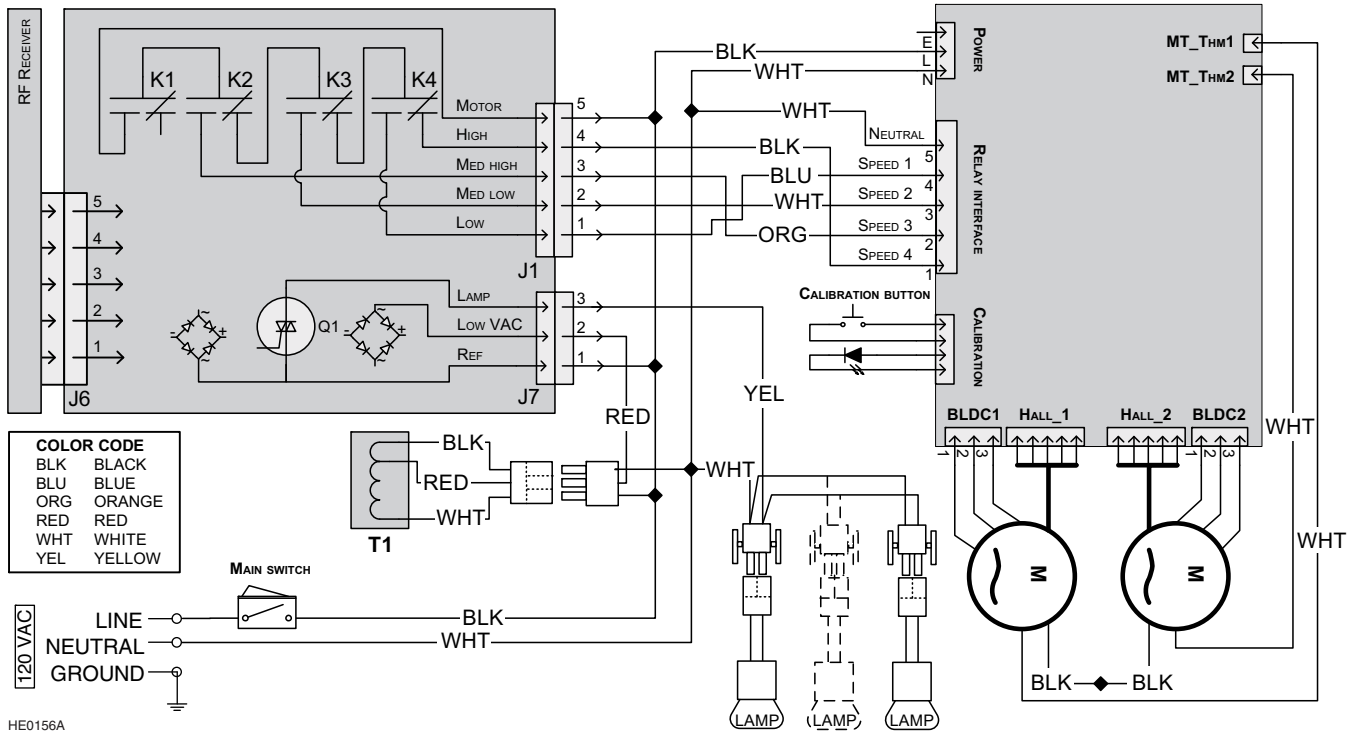 RF RECEIVER
K1
K2
K3
K4
MOTOR
HIGH
MED HIGH
MED LOW
LOW
5
4
3
2
1
J1
5
4
3
2
1
J6
LAMP
LOW VAC
REF
3
2
1
J7
Q1
BLK
WHT
WHT
BLK
BLU
WHT
ORG
E
L
N
POWER
MT_THM1
MT_THM2
NEUTRAL
SPEED 1
SPEED 2
SPEED 3
SPEED 4
5
4
3
2
1
RELAY INTERFACE
CALIBRATION BUTTON
CALIBRATION
BLDC1
HALL_1
HALL_2
BLDC2
1
2
3
1
2
3
YEL
RED
WHT
WHT
WHT
COLOR CODE
BLK BLACK
BLU BLUE
ORG ORANGE
RED RED
WHT WHITE
YEL YELLOW
BLK
RED
WHT
T1
MAIN SWITCH
120 VAC
LINE
NEUTRAL
GROUND
BLK
WHT
M
M
BLK
BLK
LAMP
LAMP
LAMP
HE0156A